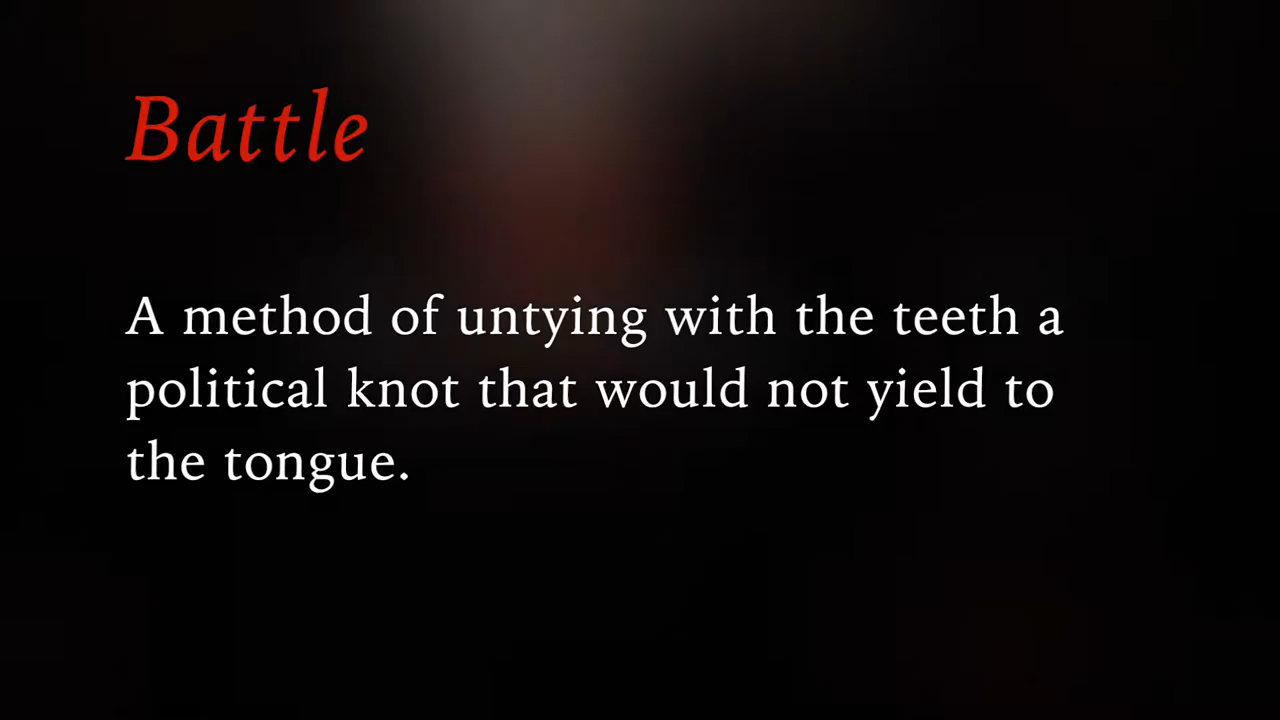 Battle
A method of untying with the teeth a
political knot that would not yield to
the tongue.